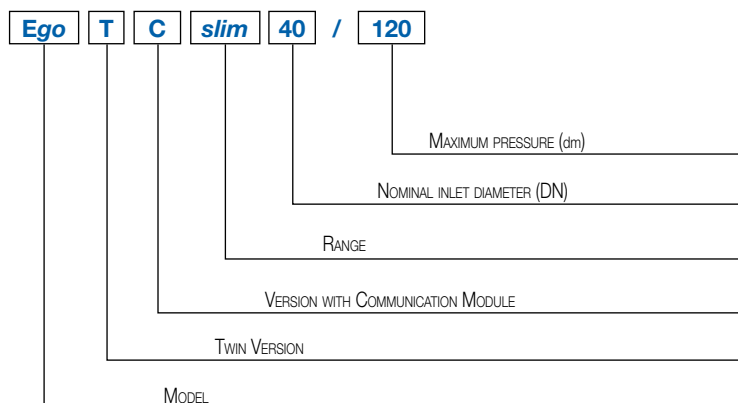 Ego T C slim 40 / 120
Maximum pressure (dm)
Nominal inlet diameter (DN)
Range
Version with Communication Module
Twin Version
Model